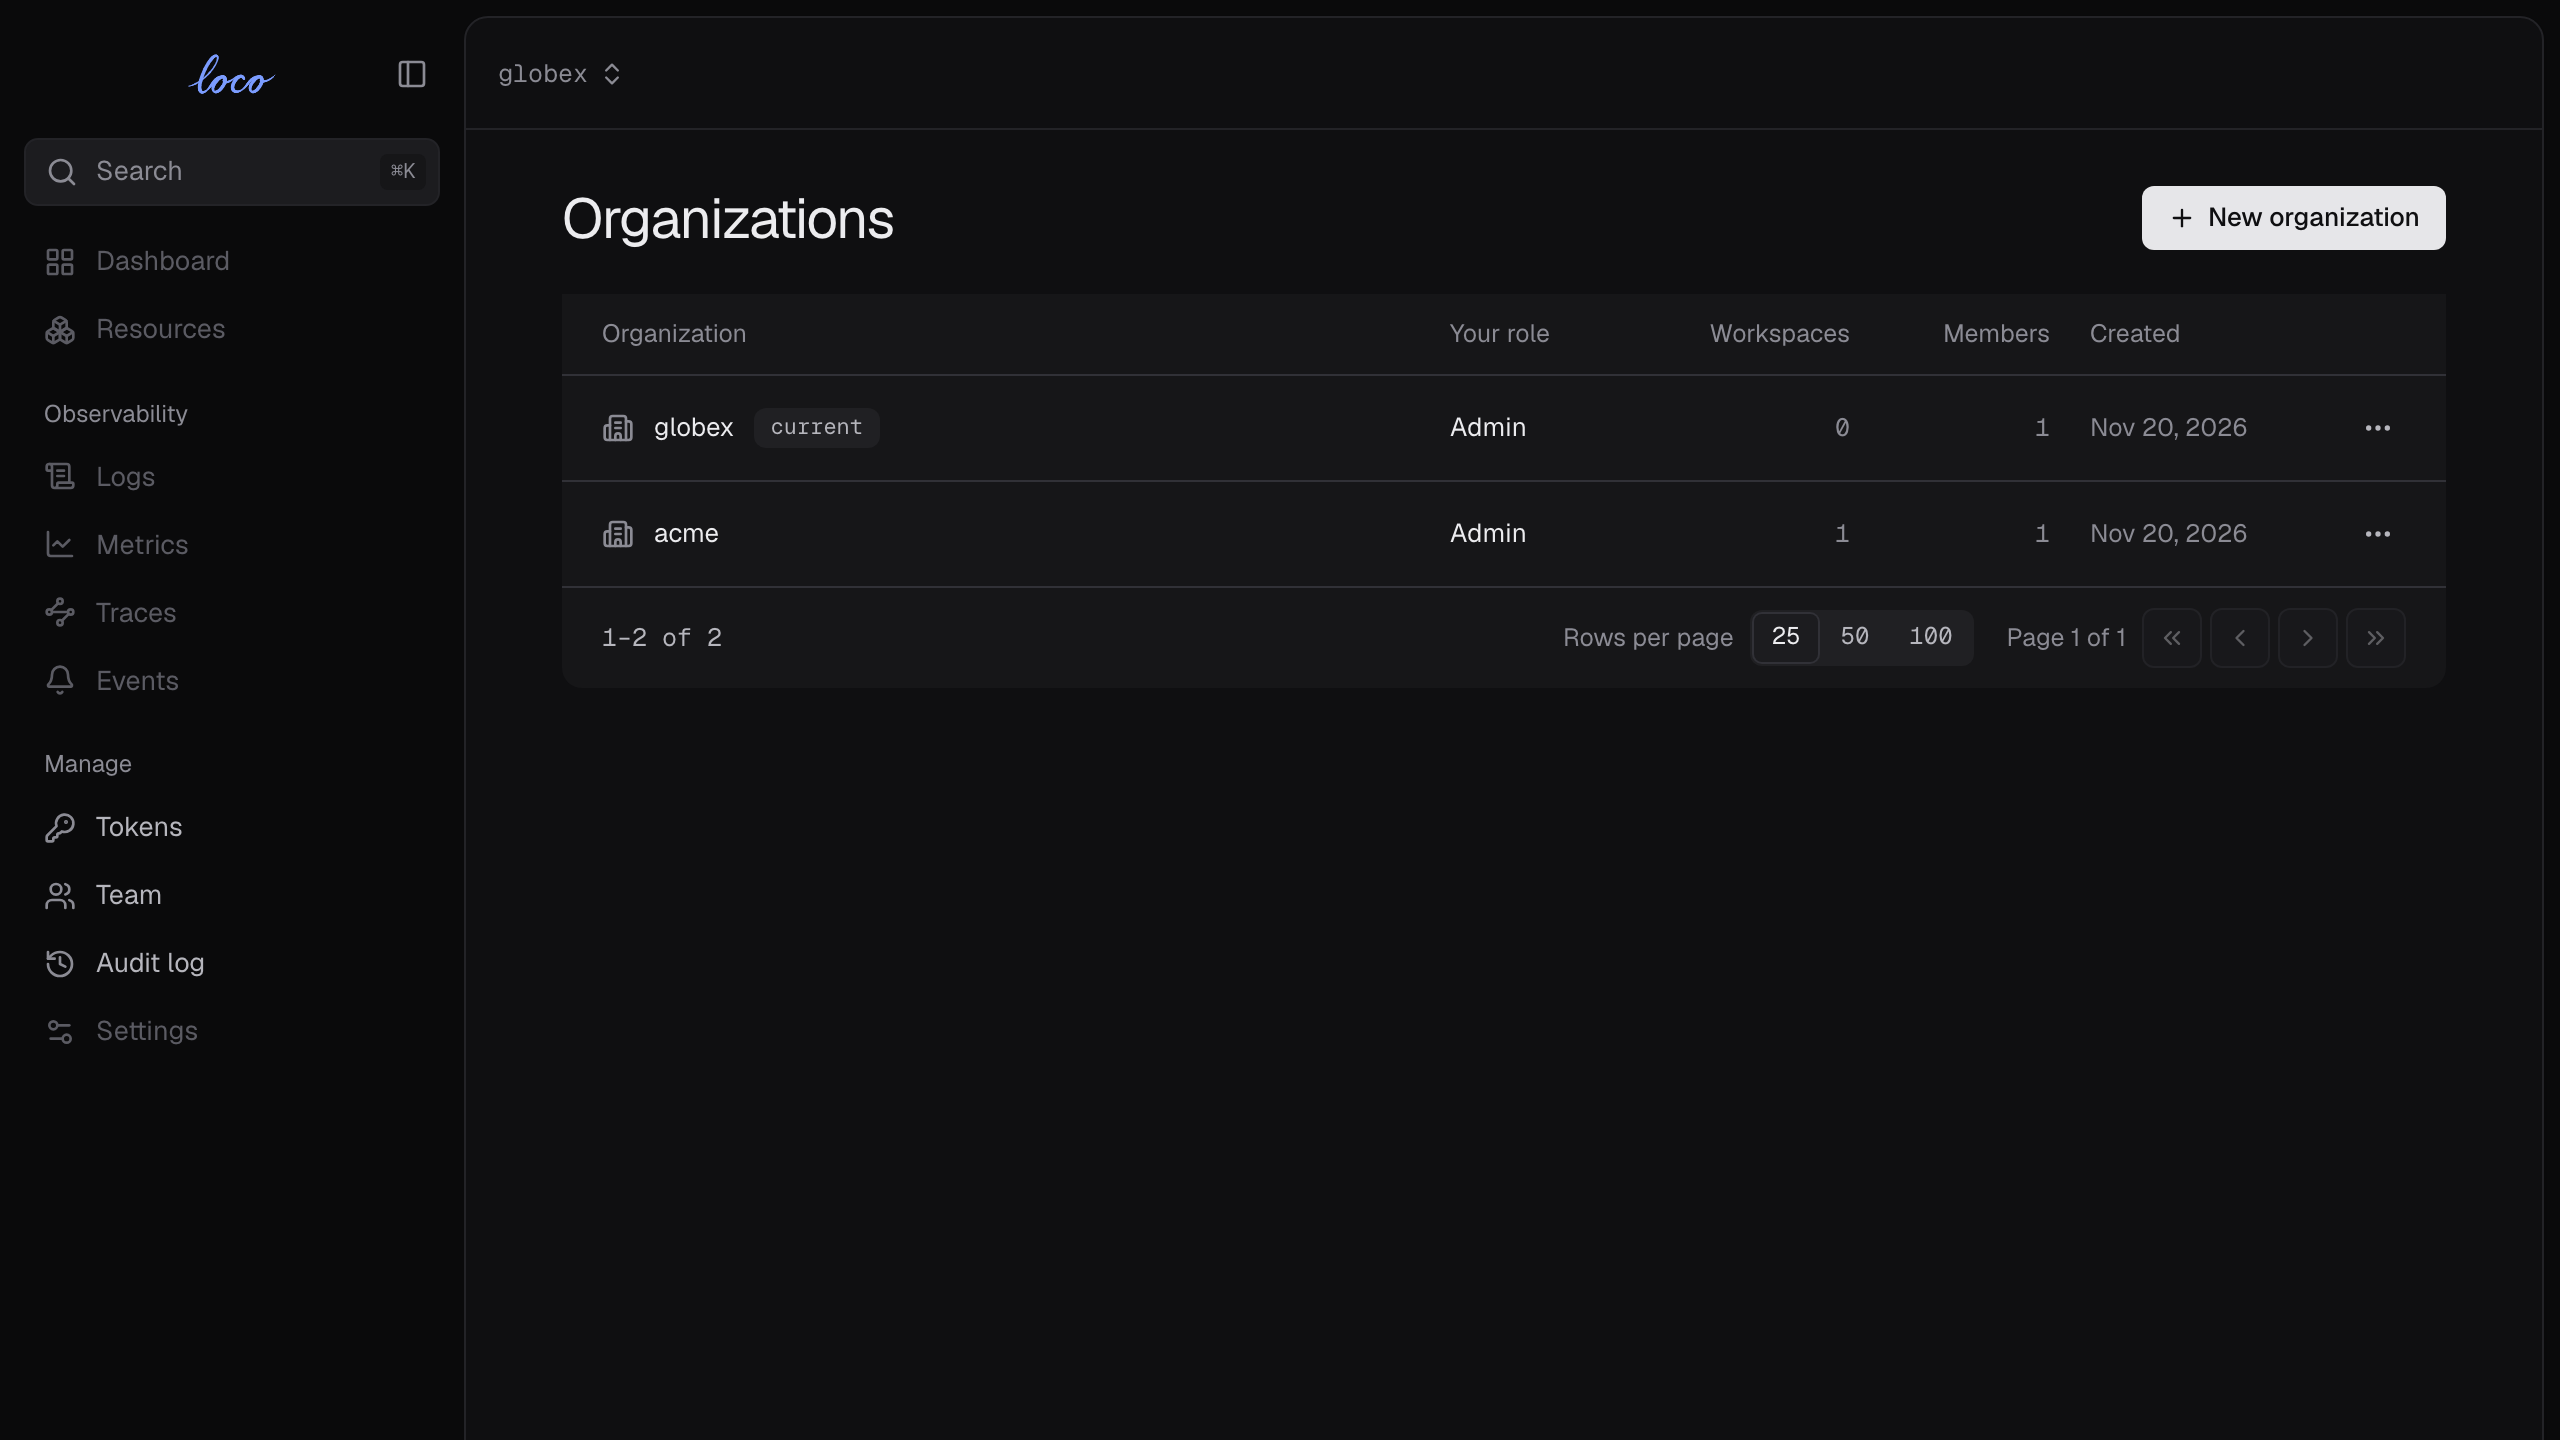 loco
globex
Search ⌘K
Dashboard
Resources
Observability
Logs
Metrics
Traces
Events
Manage
Tokens
Team
Audit log
Settings
Organizations
New organization
Organization Your role Workspaces Members Created
globex current Admin 0 1 Nov 20, 2026
acme Admin 1 1 Nov 20, 2026
1–2 of 2 Rows per page 25 50 100 Page 1 of 1